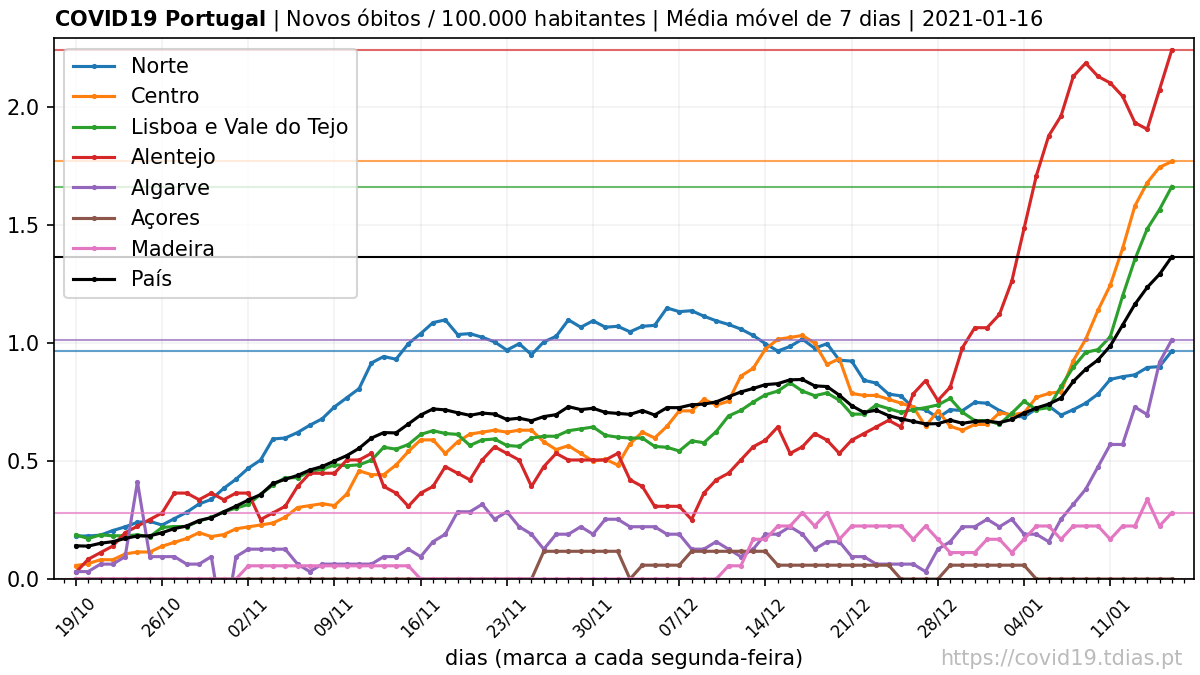 COVID19 Portugal | Novos óbitos / 100.000 habitantes | Média móvel de 7 dias | 2021-01-16
Norte
Centro
Lisboa e Vale do Tejo
Alentejo
Algarve
Açores
Madeira
País
2.0
1.5
1.0
0.5
0.0
19/10 26/10 02/11 09/11 16/11 23/11 30/11 07/12 14/12 21/12 28/12 04/01 11/01
dias (marca a cada segunda-feira)
https://covid19.tdias.pt